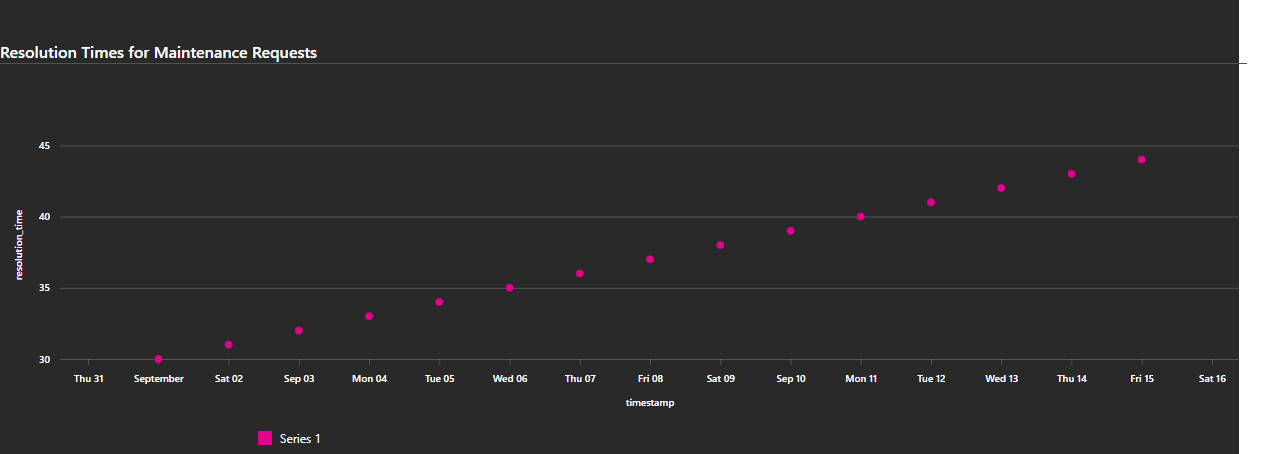 Resolution Times for Maintenance Requests
45
40
35
30
resolution_time
Thu 31 September Sat 02 Sep 03 Mon 04 Tue 05 Wed 06 Thu 07 Fri 08 Sat 09 Sep 10 Mon 11 Tue 12 Wed 13 Thu 14 Fri 15 Sat 16
timestamp
Series 1